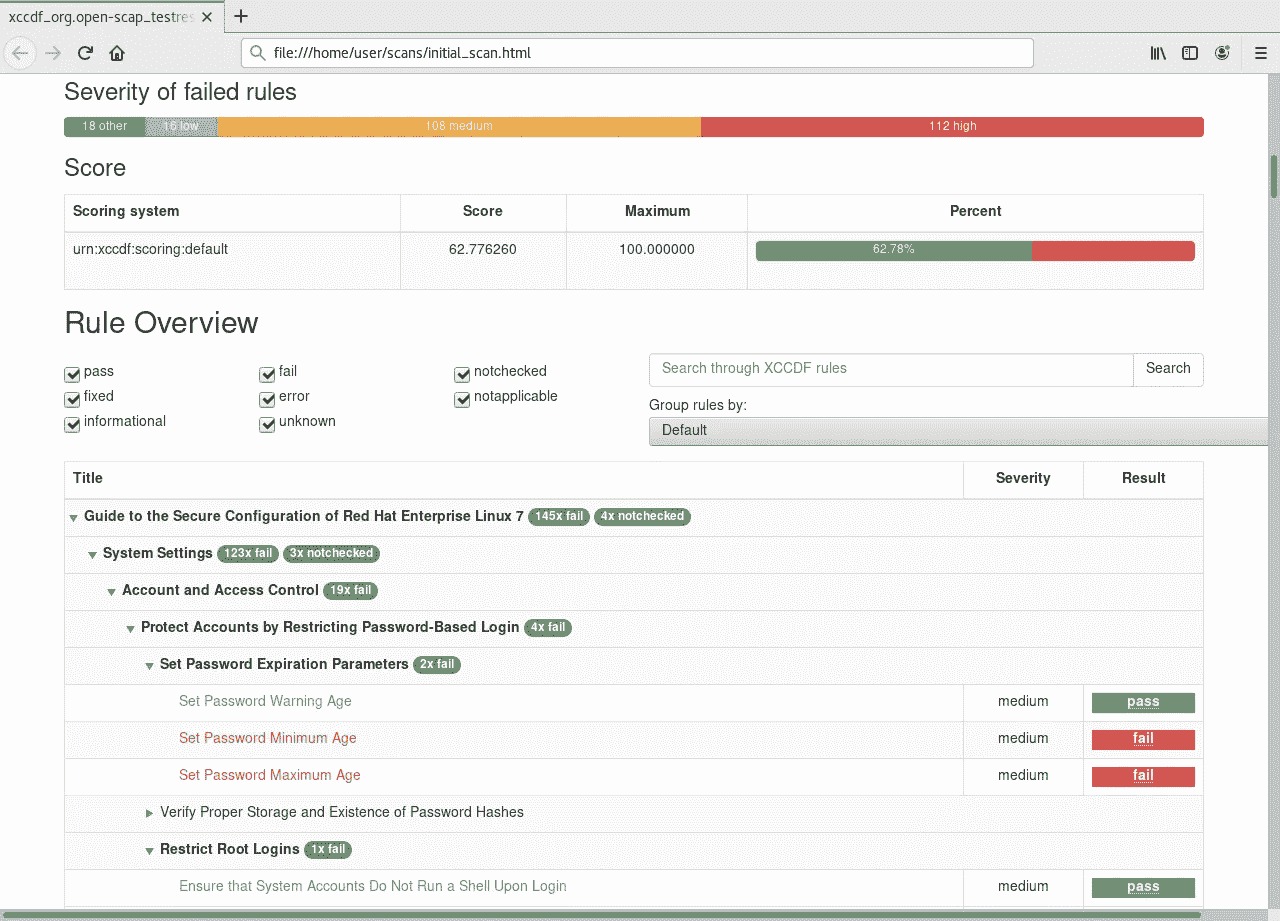 xccdf_org.open-scap_testres
file:///home/user/scans/initial_scan.html
Severity of failed rules
18 other 16 low 108 medium 112 high
Score
Scoring system Score Maximum Percent
urn:xccdf:scoring:default 62.776260 100.000000 62.78%
Rule Overview
pass fail notchecked
fixed error notapplicable
informational unknown
Search through XCCDF rules Search
Group rules by:
Default
Title Severity Result
Guide to the Secure Configuration of Red Hat Enterprise Linux 7 145x fail 4x notchecked
System Settings 123x fail 3x notchecked
Account and Access Control 19x fail
Protect Accounts by Restricting Password-Based Login 4x fail
Set Password Expiration Parameters 2x fail
Set Password Warning Age medium pass
Set Password Minimum Age medium fail
Set Password Maximum Age medium fail
Verify Proper Storage and Existence of Password Hashes
Restrict Root Logins 1x fail
Ensure that System Accounts Do Not Run a Shell Upon Login medium pass